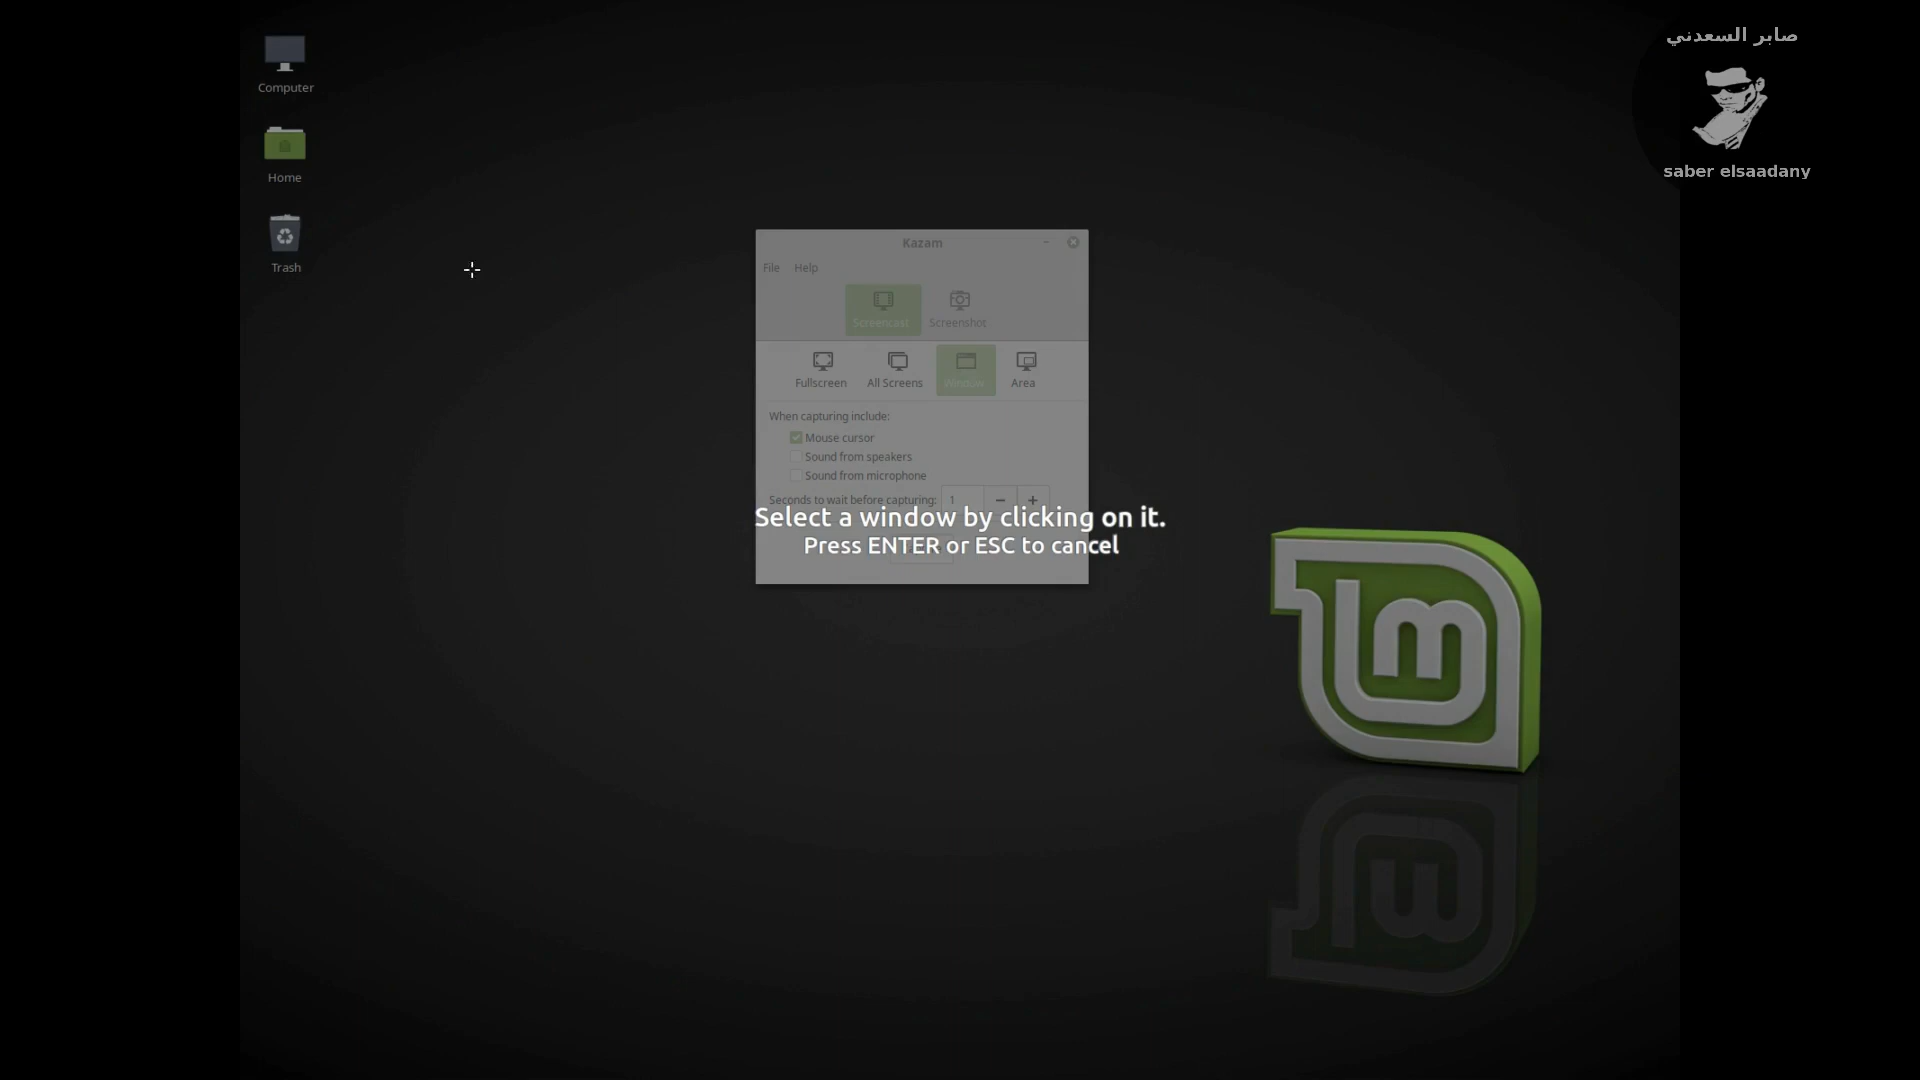 صابر السعدني
saber elsaadany
Computer
Home
Trash
Kazam
File Help
Screencast Screenshot
Fullscreen All Screens Window Area
When capturing include:
Mouse cursor
Sound from speakers
Sound from microphone
Seconds to wait before capturing: 1
Select a window by clicking on it.
Press ENTER or ESC to cancel
lm